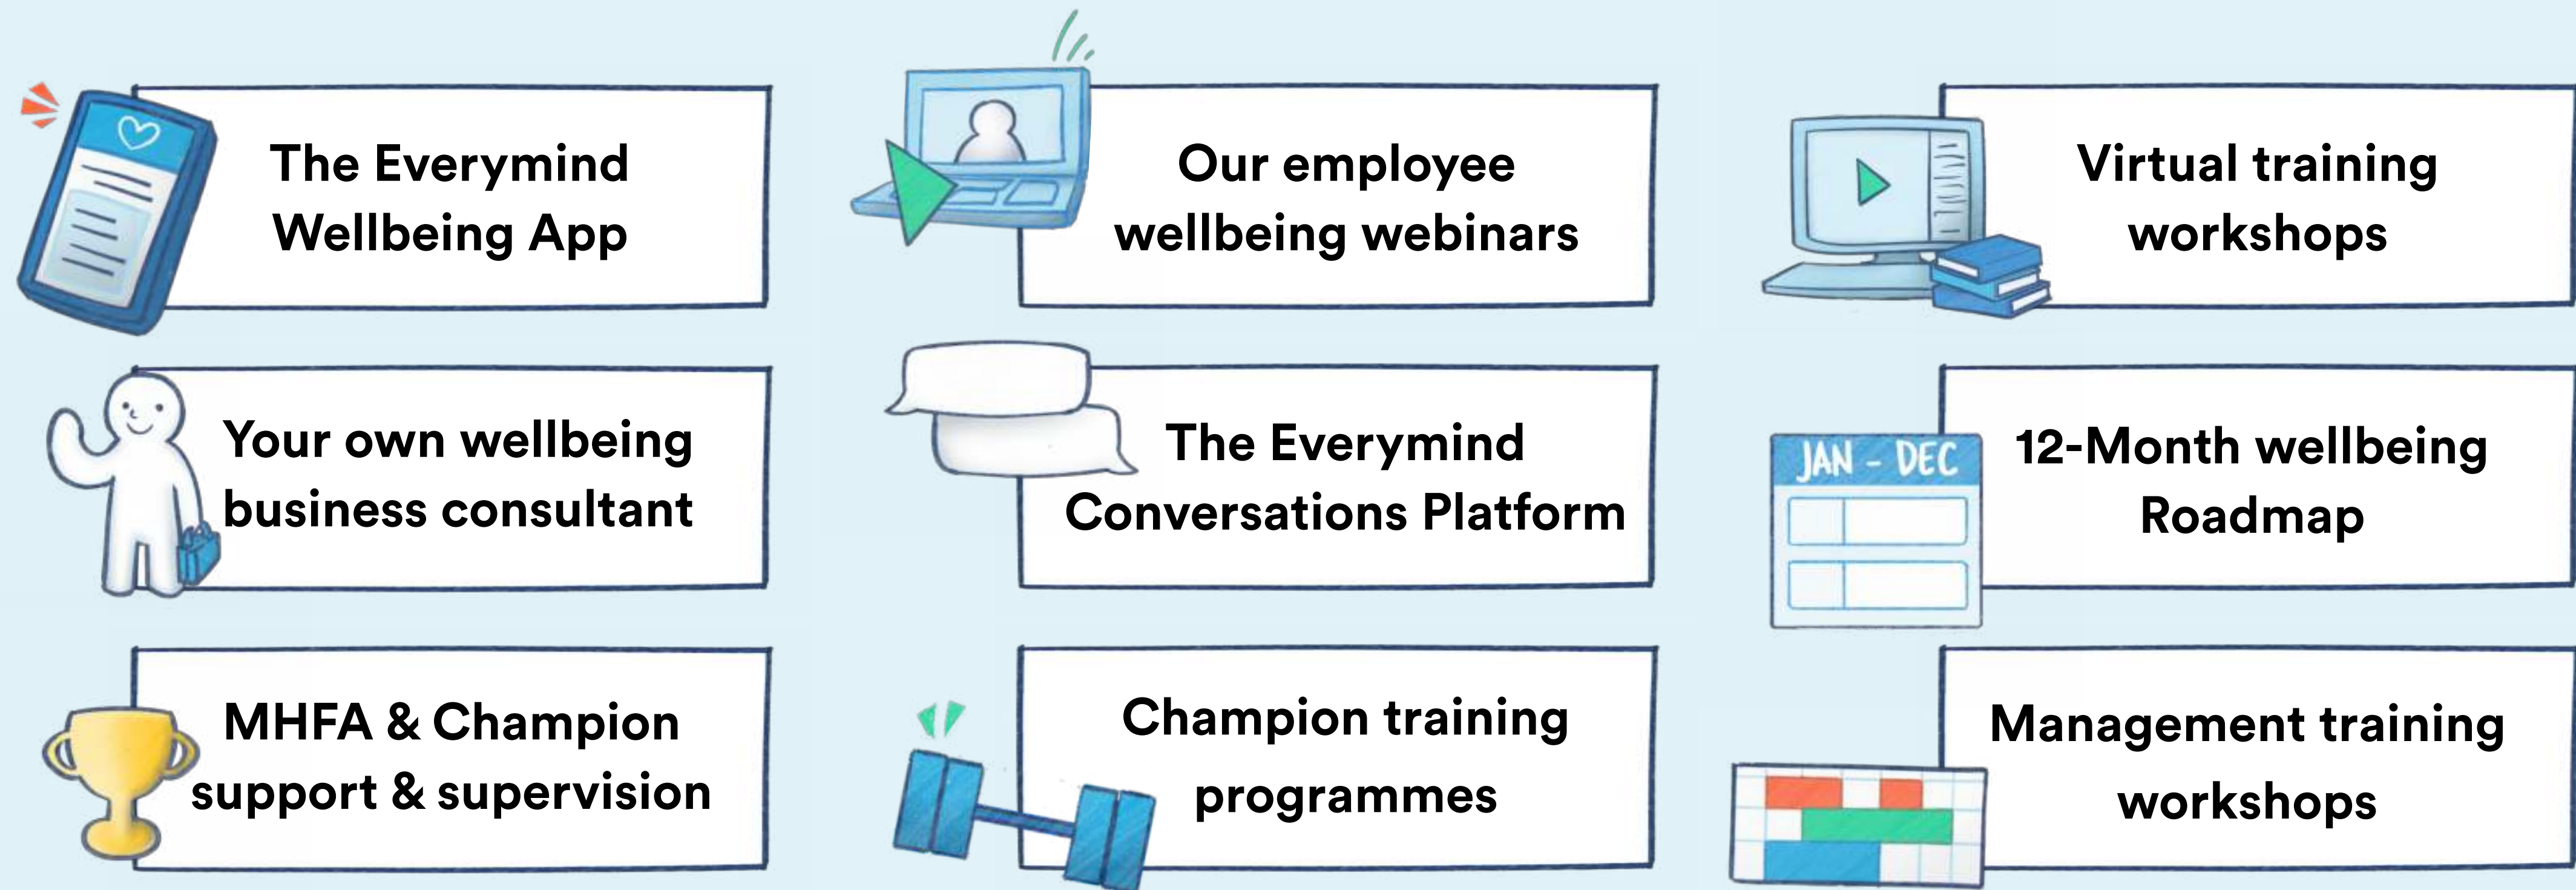 The Everymind
Wellbeing App
Our employee
wellbeing webinars
Virtual training
workshops
Your own wellbeing
business consultant
The Everymind
Conversations Platform
JAN - DEC
12-Month wellbeing
Roadmap
MHFA & Champion
support & supervision
Champion training
programmes
Management training
workshops